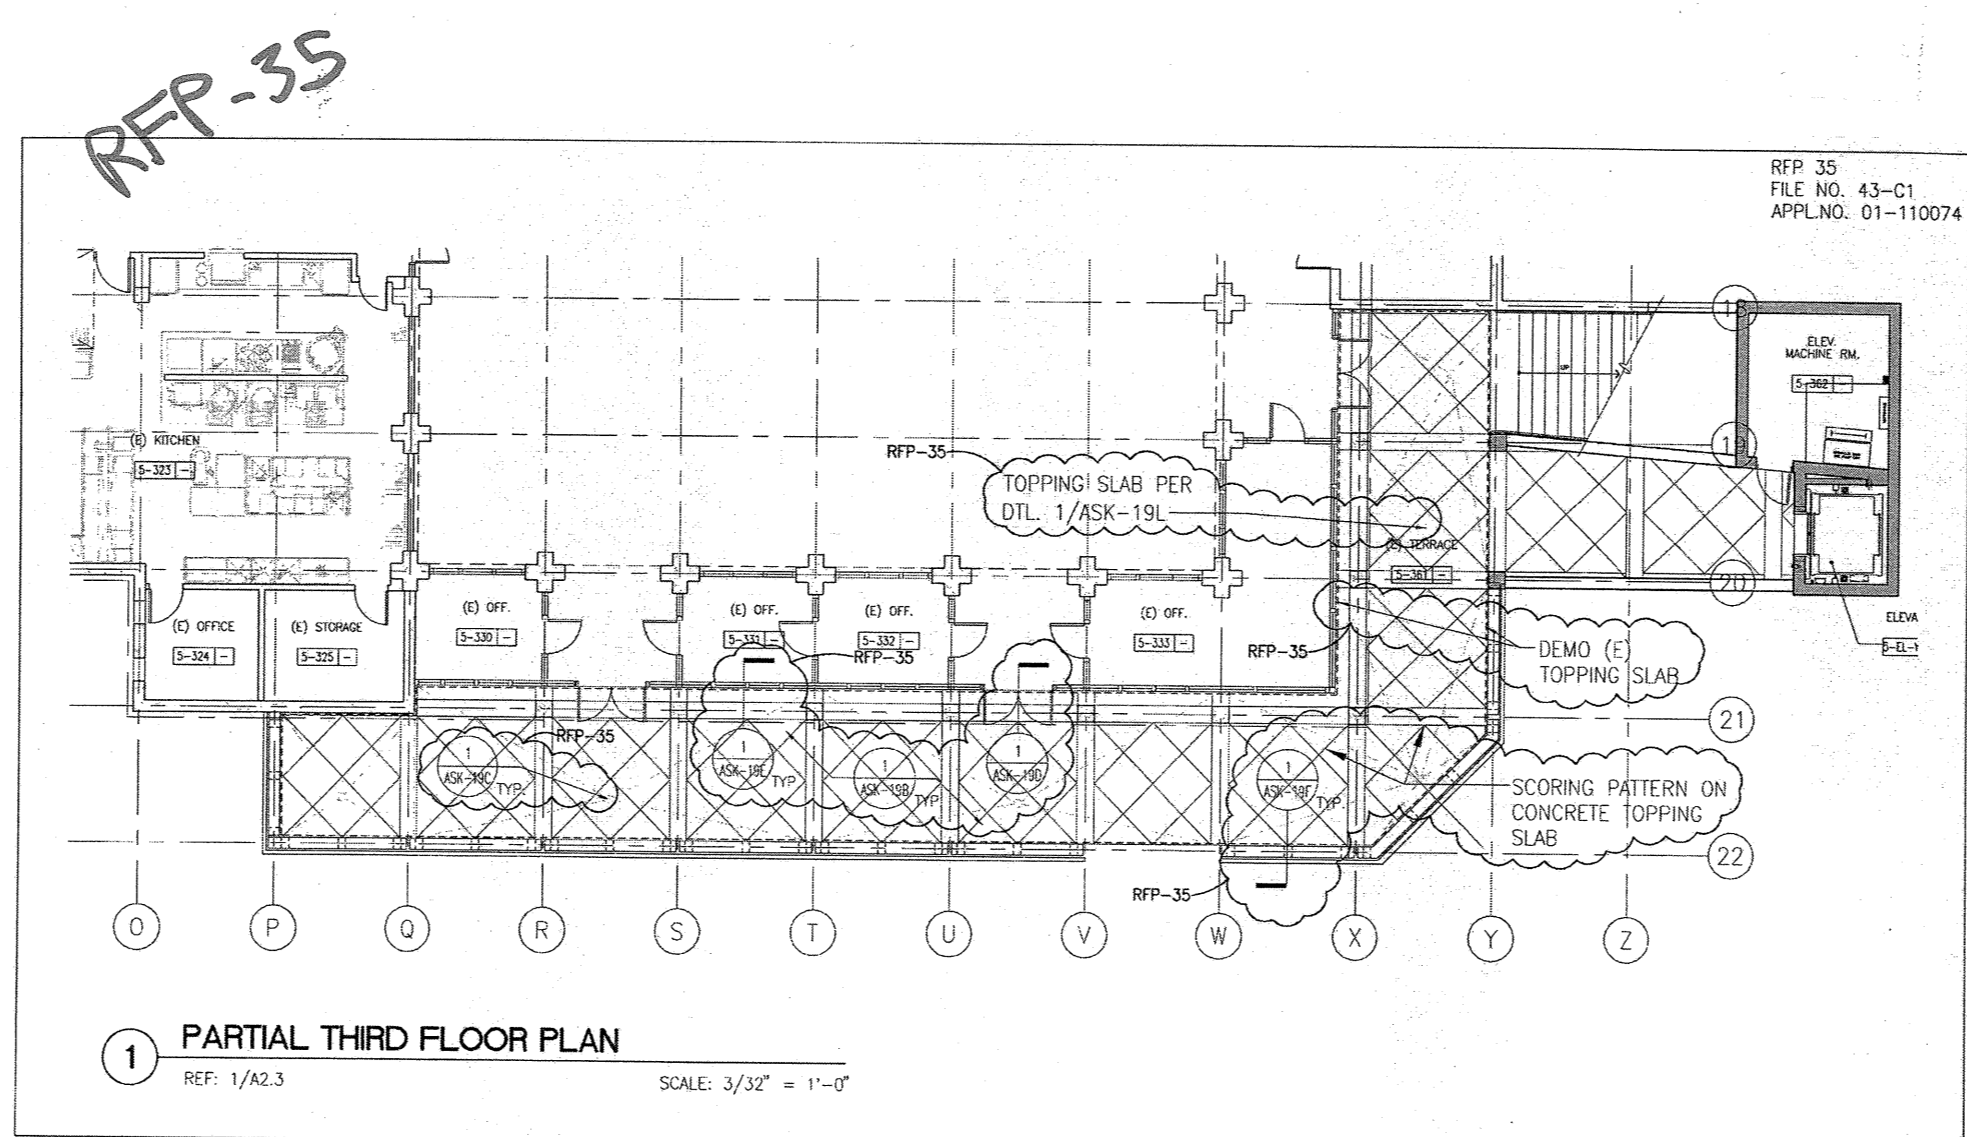 RFP-35
RFP 35
FILE NO. 43-C1
APPL.NO. 01-110074
ELEV.
MACHINE RM.
5-362 -
UP
(E) KITCHEN
5-323 -
RFP-35
TOPPING SLAB PER
DTL. 1/ASK-19L
19
(E) TERRACE
5-361 -
20
(E) OFFICE
5-324 -
(E) STORAGE
5-325 -
(E) OFF.
5-330 -
(E) OFF.
5-331 -
(E) OFF.
5-332 -
(E) OFF.
5-333 -
RFP-35
RFP-35
DEMO (E)
TOPPING SLAB
ELEVA
RFP-35
1
ASK-19C
TYP.
1
ASK-19E
TYP
1
ASK-19B
TYP
1
ASK-19D
1
ASK-19F
TYP.
21
SCORING PATTERN ON
CONCRETE TOPPING
SLAB
22
RFP-35
O P Q R S T U V W X Y Z
1 PARTIAL THIRD FLOOR PLAN
REF: 1/A2.3 SCALE: 3/32" = 1'-0"